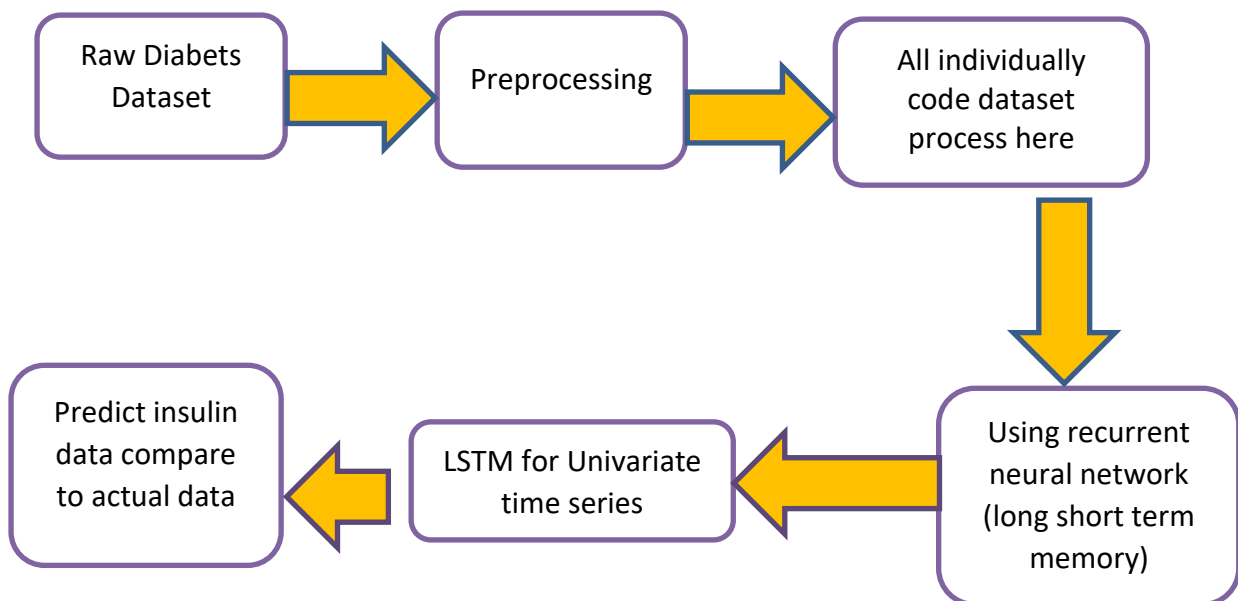 Raw Diabets
Dataset
Preprocessing
All individually
code dataset
process here
Using recurrent
neural network
(long short term
memory)
LSTM for Univariate
time series
Predict insulin
data compare
to actual data